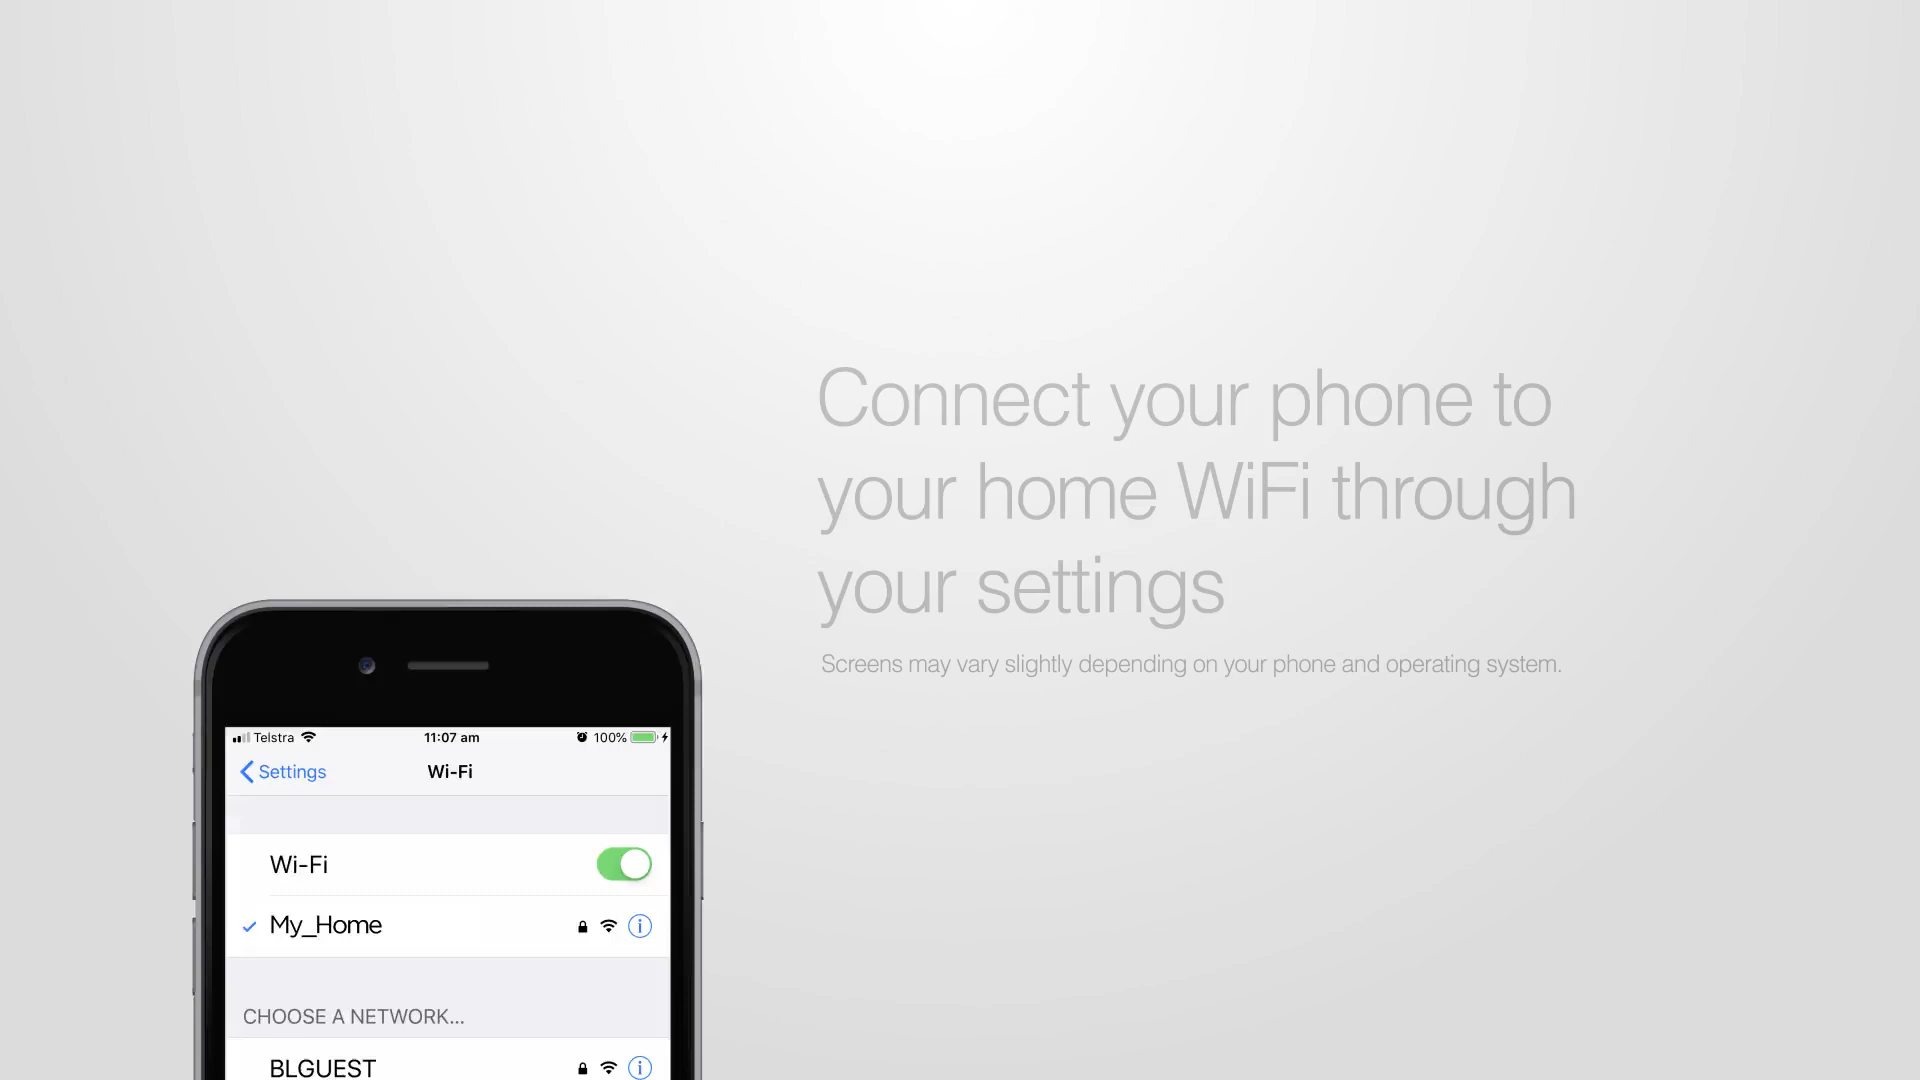 Connect your phone to
your home WiFi through
your settings
Screens may vary slightly depending on your phone and operating system.
Telstra 11:07 am 100%
Settings Wi-Fi
Wi-Fi
My_Home
CHOOSE A NETWORK...
BLGUEST